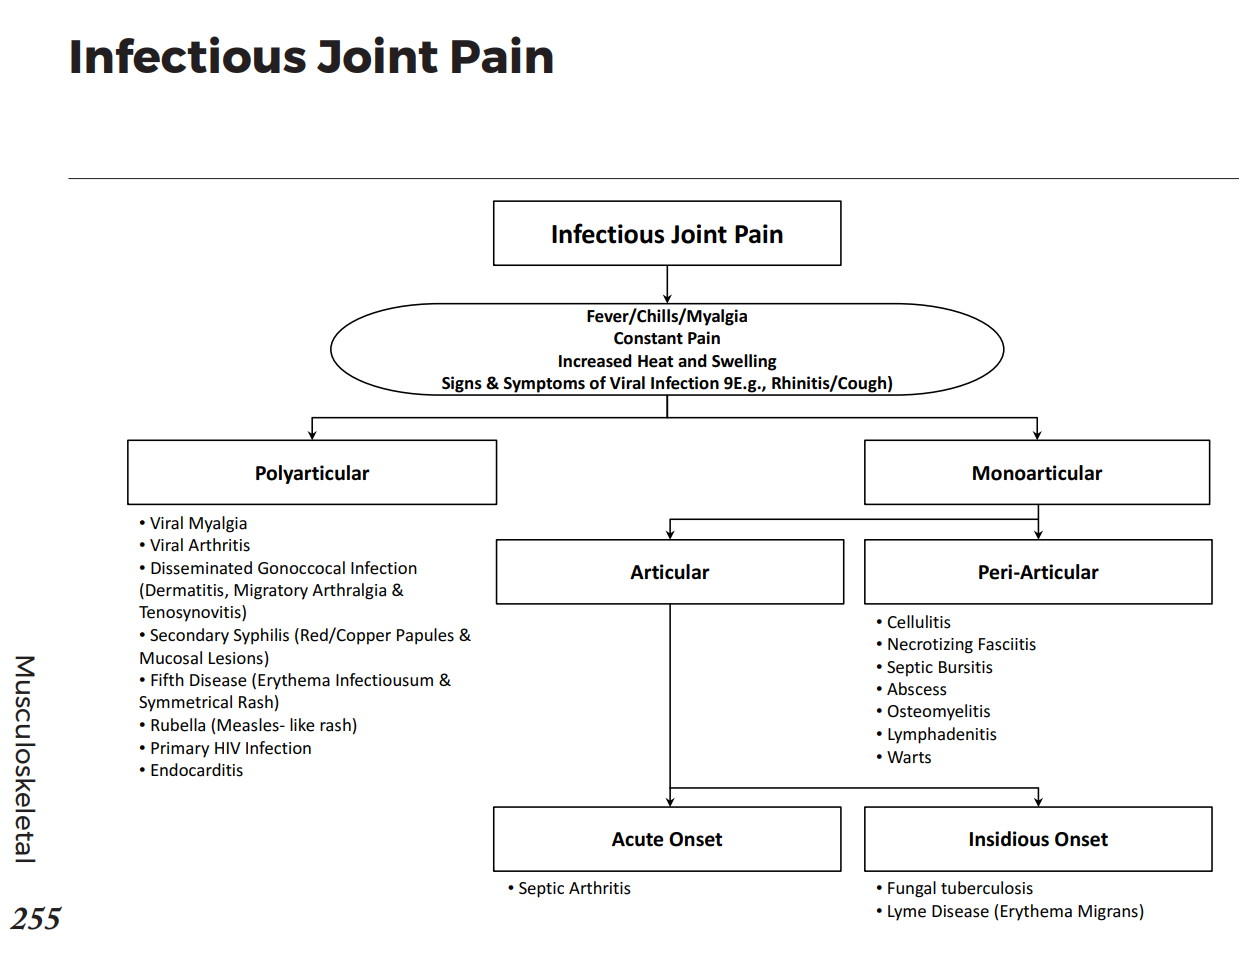 Infectious Joint Pain
Infectious Joint Pain
Fever/Chills/Myalgia
Constant Pain
Increased Heat and Swelling
Signs & Symptoms of Viral Infection 9E.g., Rhinitis/Cough)
Polyarticular
Monoarticular
• Viral Myalgia
• Viral Arthritis
• Disseminated Gonoccocal Infection
(Dermatitis, Migratory Arthralgia &
Tenosynovitis)
• Secondary Syphilis (Red/Copper Papules &
Mucosal Lesions)
• Fifth Disease (Erythema Infectiousum &
Symmetrical Rash)
• Rubella (Measles- like rash)
• Primary HIV Infection
• Endocarditis
Articular
Peri-Articular
• Cellulitis
• Necrotizing Fasciitis
• Septic Bursitis
• Abscess
• Osteomyelitis
• Lymphadenitis
• Warts
Acute Onset
Insidious Onset
• Septic Arthritis
• Fungal tuberculosis
• Lyme Disease (Erythema Migrans)
Musculoskeletal
255